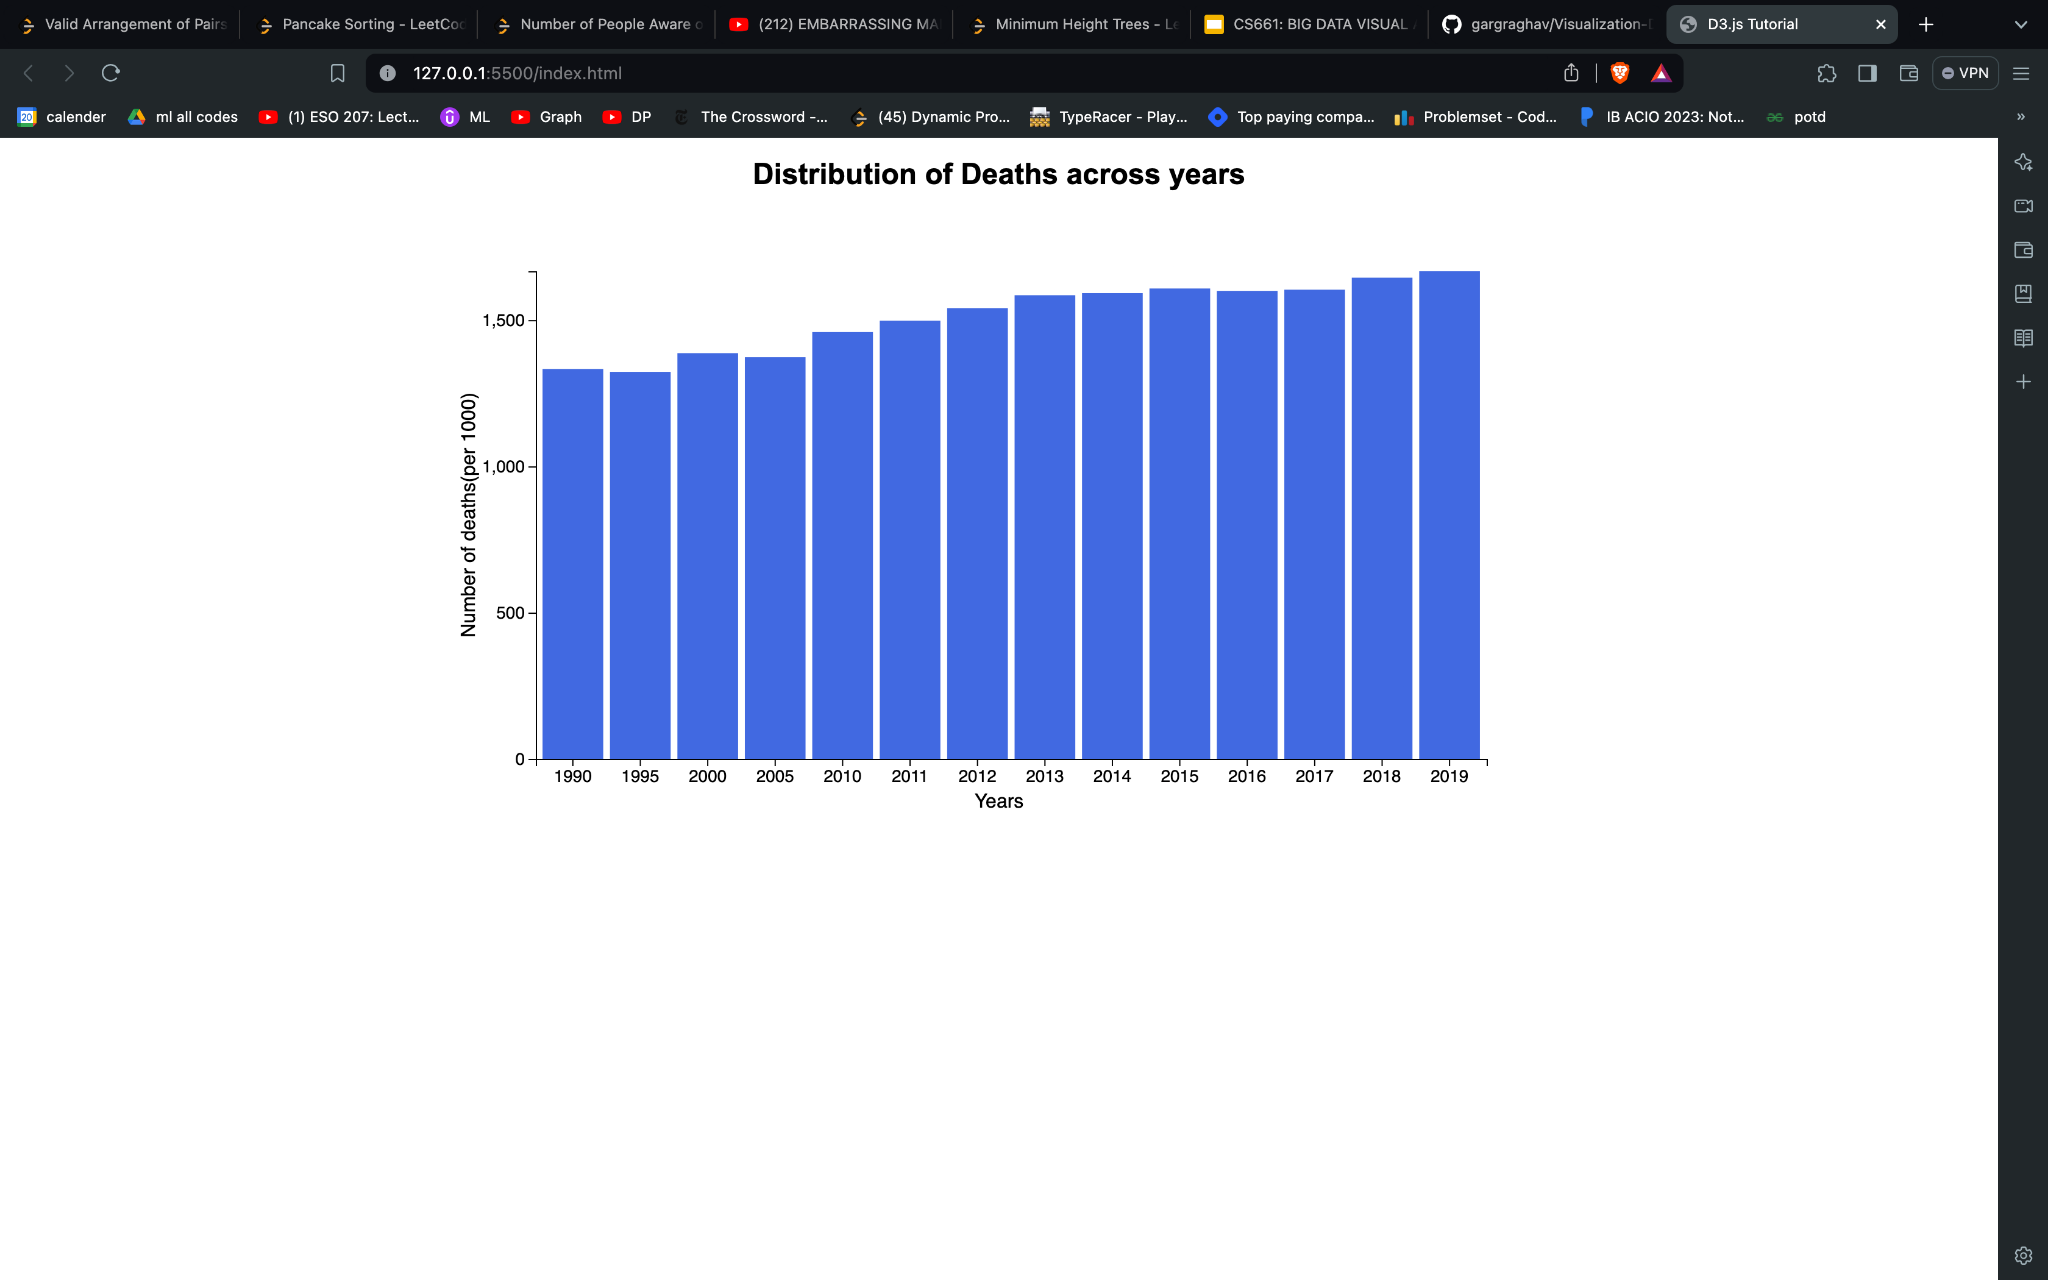 Valid Arrangement of Pairs
Pancake Sorting - LeetCo
Number of People Aware
(212) EMBARRASSING MA
Minimum Height Trees - L
CS661: BIG DATA VISUAL
gargraghav/Visualization-
D3.js Tutorial
127.0.0.1:5500/index.html
VPN
20
calender
ml all codes
(1) ESO 207: Lect...
ML
Graph
DP
The Crossword -...
(45) Dynamic Pro...
TypeRacer - Play...
Top paying compa...
Problemset - Cod...
IB ACIO 2023: Not...
potd
»
Distribution of Deaths across years
Number of deaths(per 1000)
1,500
1,000
500
0
1990 1995 2000 2005 2010 2011 2012 2013 2014 2015 2016 2017 2018 2019
Years